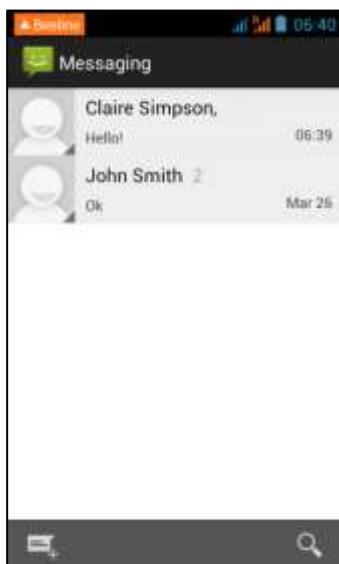 Beeline
06:40
Messaging
Claire Simpson,
Hello!
06:39
John Smith 2
Ok
Mar 26